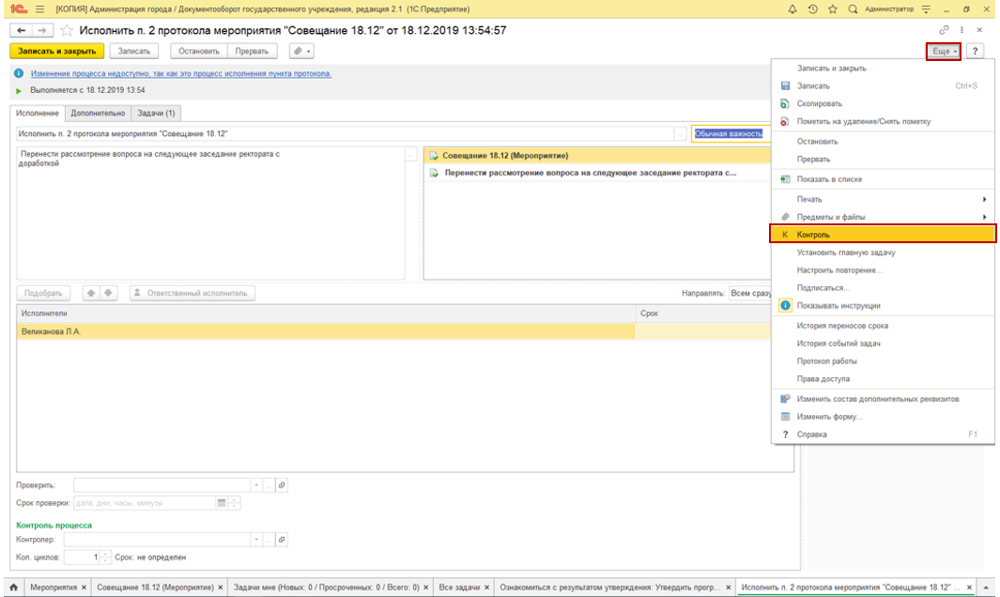 1С [КОПИЯ] Администрация города / Документооборот государственного учреждения, редакция 2.1 (1С:Предприятие) Администратор
Исполнить п. 2 протокола мероприятия "Совещание 18.12" от 18.12.2019 13:54:57
Записать и закрыть Записать Остановить Прервать Еще ?
Изменение процесса недоступно, так как это процесс исполнения пункта протокола.
Выполняется с 18.12.2019 13:54
Исполнение Дополнительно Задачи (1)
Исполнить п. 2 протокола мероприятия "Совещание 18.12" ... Обычная важность
Перенести рассмотрение вопроса на следующее заседание ректората с
доработкой
...
Совещание 18.12 (Мероприятие)
Перенести рассмотрение вопроса на следующее заседание ректората с...
Подобрать Ответственный исполнитель Направлять: Всем сразу
Исполнители Срок
Великанова Л.А.
Проверить: ...
Срок проверки: дата, дни, часы, минуты
Контроль процесса
Контролер: ...
Кол. циклов: 1 Срок: не определен
Записать и закрыть
Записать Ctrl+S
Скопировать
Пометить на удаление/Снять пометку
Остановить
Прервать
Показать в списке
Печать
Предметы и файлы
К Контроль
Установить главную задачу
Настроить повторение...
Подписаться...
Показывать инструкции
История переносов срока
История событий задач
Протокол работы
Права доступа
Изменить состав дополнительных реквизитов
Изменить форму...
? Справка F1
Мероприятия × Совещание 18.12 (Мероприятие) × Задачи мне (Новых: 0 / Просроченных: 0 / Всего: 0) × Все задачи × Ознакомиться с результатом утверждения: Утвердить прогр... × Исполнить п. 2 протокола мероприятия "Совещание 18.12" ... ×